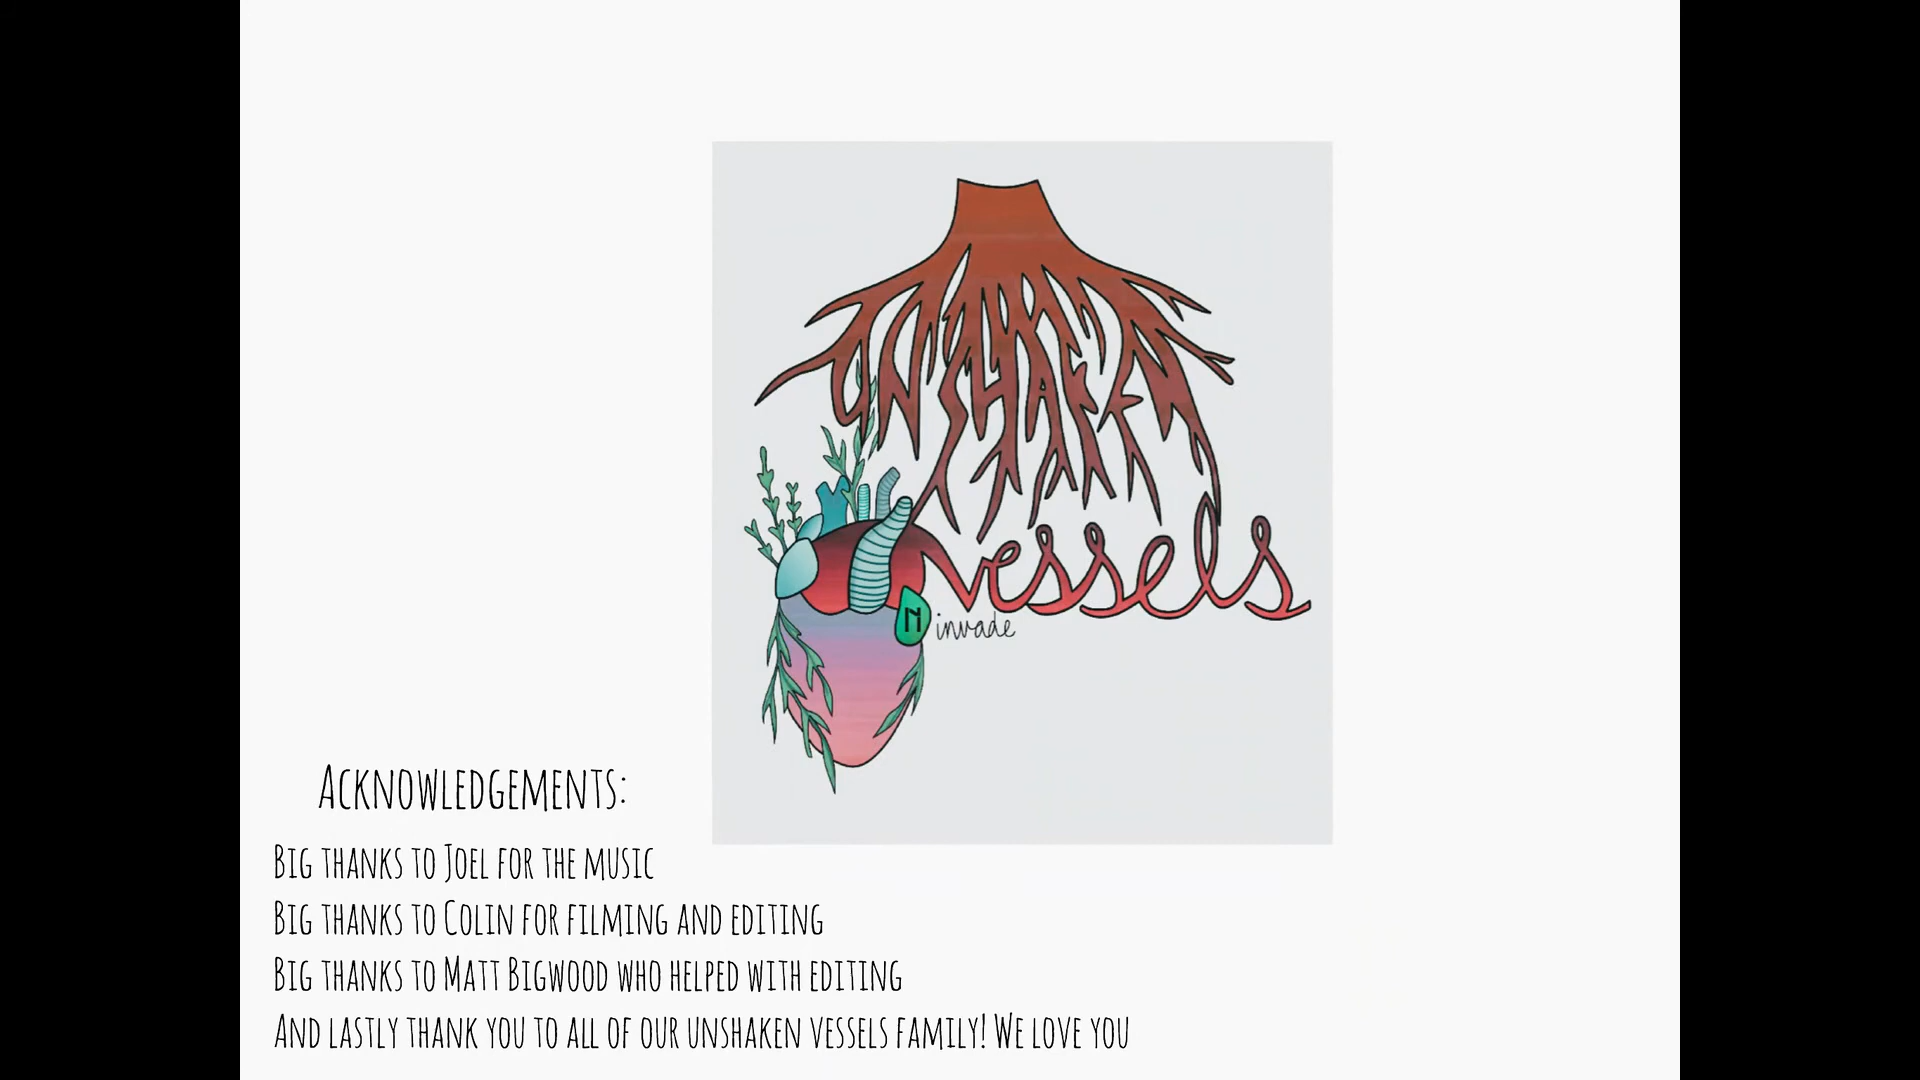 UNSHAKEN
vessels
M invade
Acknowledgements:
Big thanks to Joel for the music
Big thanks to Colin for filming and editing
Big thanks to Matt Bigwood who helped with editing
And lastly thank you to all of our unshaken vessels family! We love you